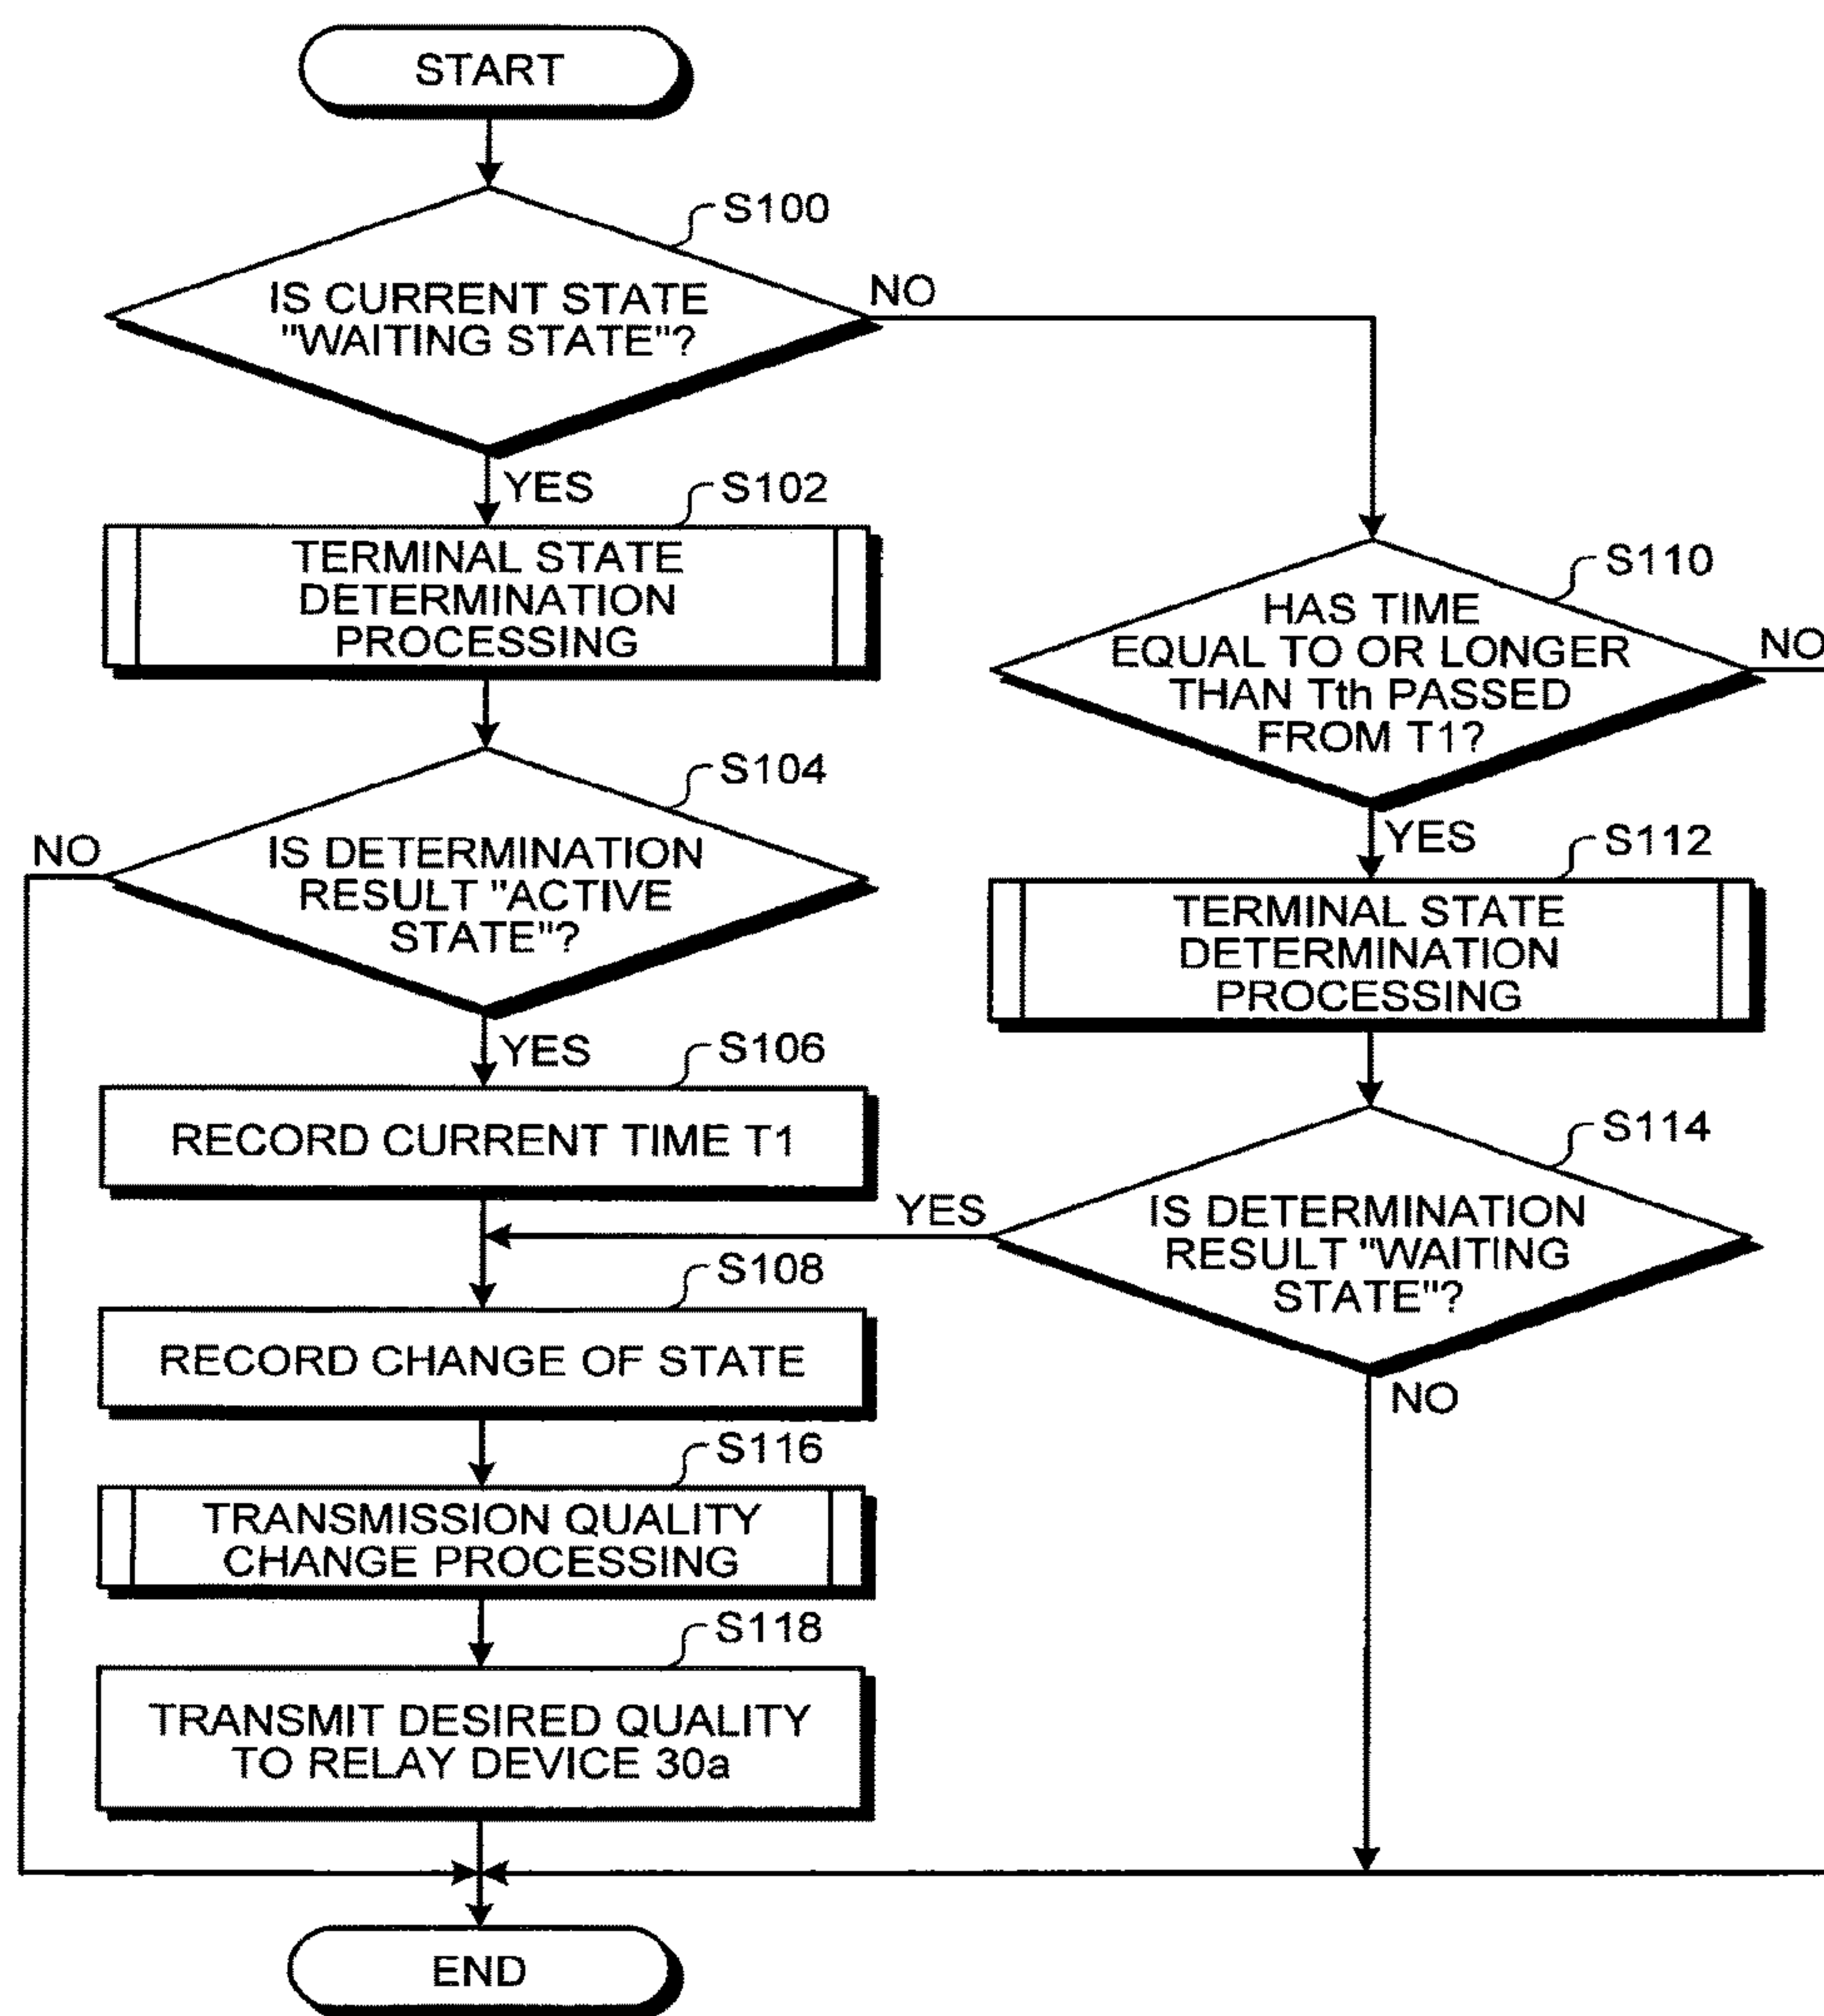 START
S100
IS CURRENT STATE
"WAITING STATE"?
NO
YES
S102
TERMINAL STATE
DETERMINATION
PROCESSING
S104
NO
IS DETERMINATION
RESULT "ACTIVE
STATE"?
YES
S106
RECORD CURRENT TIME T1
S108
RECORD CHANGE OF STATE
S116
TRANSMISSION QUALITY
CHANGE PROCESSING
S118
TRANSMIT DESIRED QUALITY
TO RELAY DEVICE 30a
END
S110
HAS TIME
EQUAL TO OR LONGER
THAN Tth PASSED
FROM T1?
NO
YES
S112
TERMINAL STATE
DETERMINATION
PROCESSING
S114
YES
IS DETERMINATION
RESULT "WAITING
STATE"?
NO